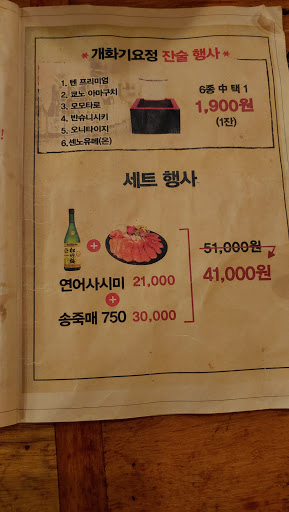 * 개화기요정 잔술 행사 *
1. 텐 프리미엄
2. 쿄노 아마구치
3. 모모타로
4. 반슈니시키
5. 오니타이지
6.센노유메(온)
6종 中 택 1
1,900원
(1잔)
세트 행사
연어사시미 21,000
+
송죽매 750 30,000
51,000원
41,000원